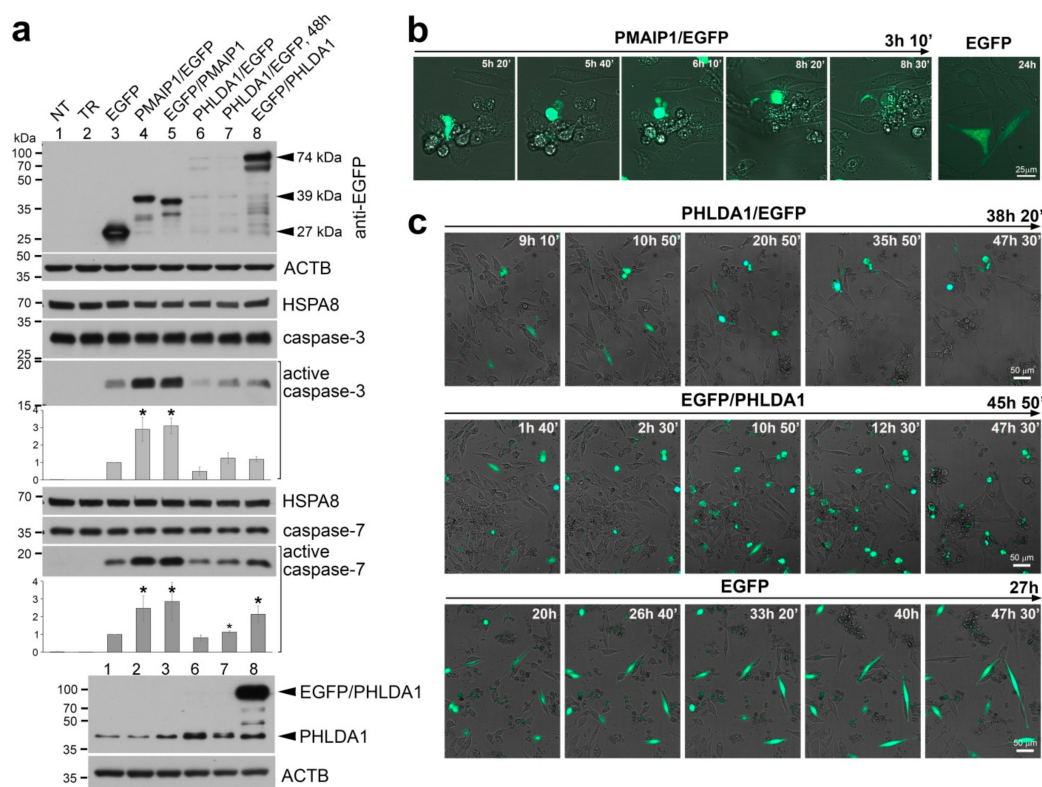 a
NT
TR
EGFP
PMAIP1/EGFP
EGFP/PMAIP1
PHLDA1/EGFP
PHLDA1/EGFP, 48h
EGFP/PHLDA1
kDa 1 2 3 4 5 6 7 8
100
70
50
35
25
74 kDa
39 kDa
27 kDa
anti-EGFP
50
35
ACTB
70
HSPA8
35
25
caspase-3
20
15
active
caspase-3
4
3
2
1
0
* *
70
HSPA8
35
caspase-7
20
active
caspase-7
4
3
2
1
0
* * * *
1 2 3 6 7 8
100
70
50
35
EGFP/PHLDA1
PHLDA1
35
ACTB
b
PMAIP1/EGFP 3h 10’ EGFP
5h 20’ 5h 40’ 6h 10’ 8h 20’ 8h 30’ 24h
25µm
c
PHLDA1/EGFP 38h 20’
9h 10’ 10h 50’ 20h 50’ 35h 50’ 47h 30’
50 µm
EGFP/PHLDA1 45h 50’
1h 40’ 2h 30’ 10h 50’ 12h 30’ 47h 30’
50 µm
EGFP 27h
20h 26h 40’ 33h 20’ 40h 47h 30’
50 µm